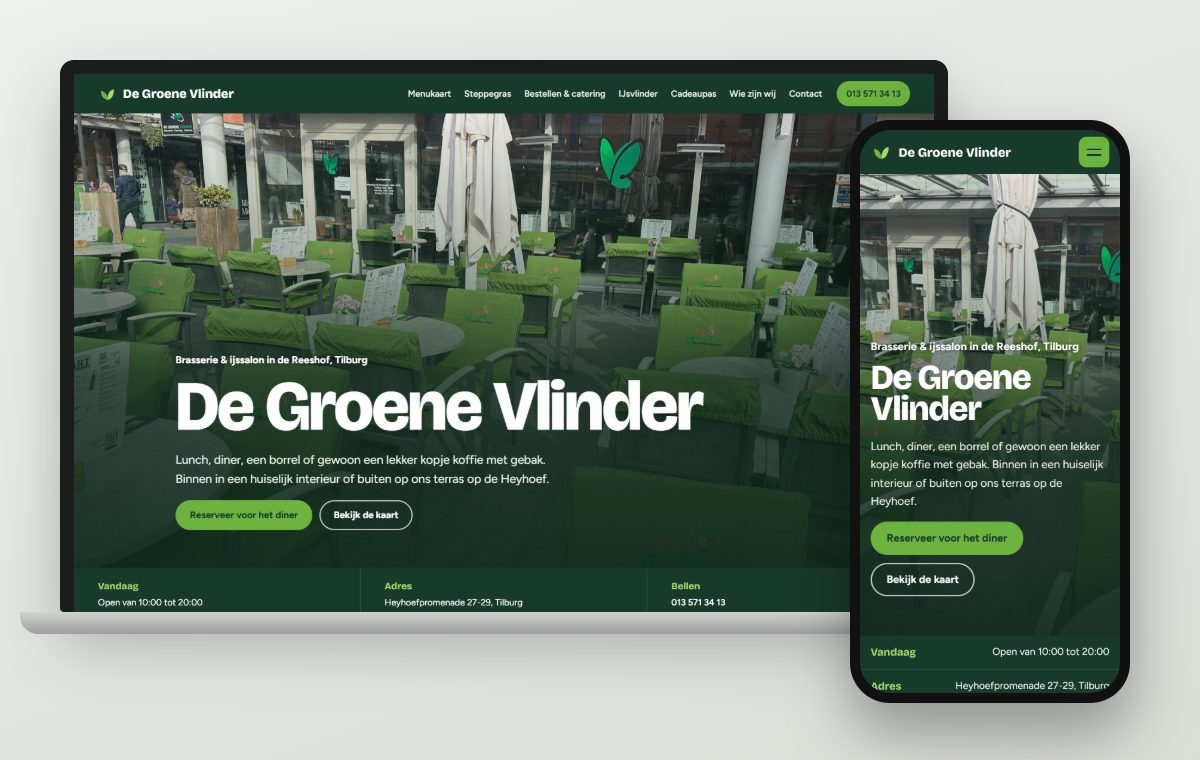 De Groene Vlinder
Menukaart Steppegras Bestellen & catering IJsvlinder Cadeaupas Wie zijn wij Contact 013 571 34 13
Brasserie & ijssalon in de Reeshof, Tilburg
De Groene Vlinder
Lunch, diner, een borrel of gewoon een lekker kopje koffie met gebak.
Binnen in een huiselijk interieur of buiten op ons terras op de Heyhoef.
Reserveer voor het diner Bekijk de kaart
Vandaag
Open van 10:00 tot 20:00
Adres
Heyhoefpromenade 27-29, Tilburg
Bellen
013 571 34 13
De Groene Vlinder
Brasserie & ijssalon in de Reeshof, Tilburg
De Groene
Vlinder
Lunch, diner, een borrel of gewoon een lekker
kopje koffie met gebak. Binnen in een huiselijk
interieur of buiten op ons terras op de
Heyhoef.
Reserveer voor het diner
Bekijk de kaart
Vandaag Open van 10:00 tot 20:00
Adres Heyhoefpromenade 27-29, Tilburg